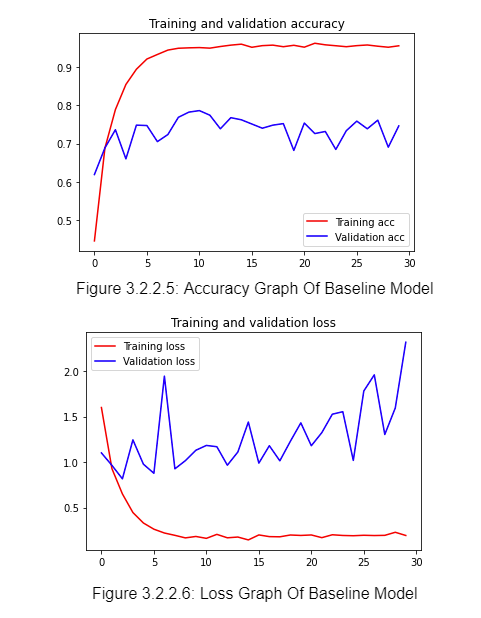 Training and validation accuracy
0.9
0.8
0.7
0.6
0.5
Training acc
Validation acc
0 5 10 15 20 25 30
Figure 3.2.2.5: Accuracy Graph Of Baseline Model
Training and validation loss
Training loss
Validation loss
2.0
1.5
1.0
0.5
0 5 10 15 20 25 30
Figure 3.2.2.6: Loss Graph Of Baseline Model